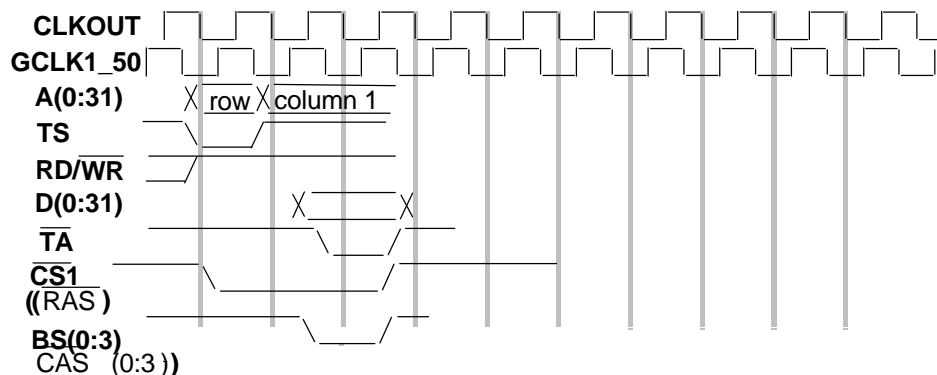 CLKOUT
GCLK1_50
A(0:31) row column 1
TS
RD/WR
D(0:31)
TA
CS1
((RAS)
BS(0:3)
CAS (0:3))